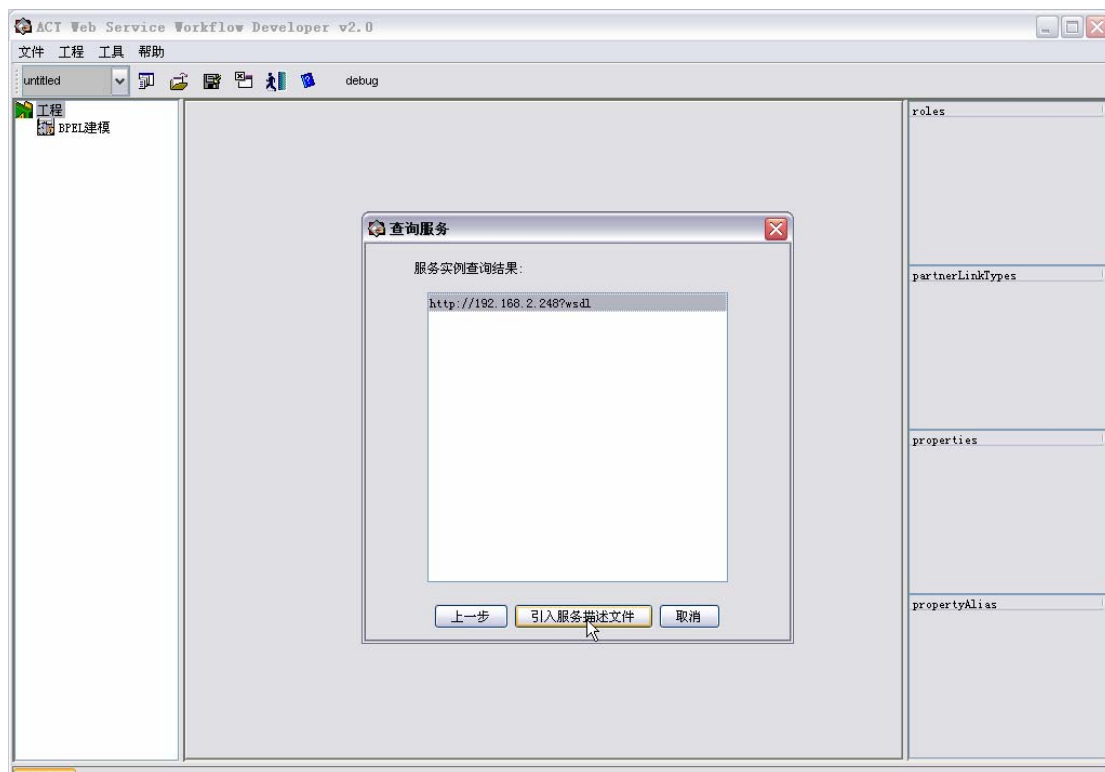 ACT Web Service Workflow Developer v2.0
文件 工程 工具 帮助
untitled debug
工程
BPEL建模
查询服务
服务实例查询结果:
http://192.168.2.248?wsdl
上一步 引入服务描述文件 取消
roles
partnerLinkTypes
properties
propertyAlias